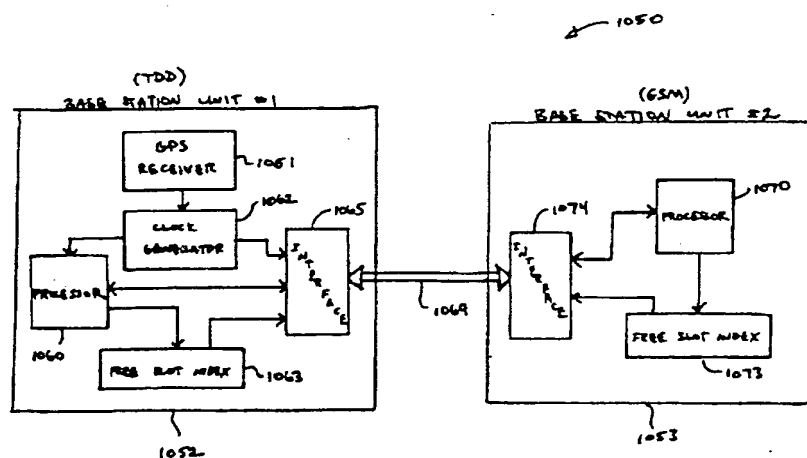 1050
(TDD)
BASE STATION UNIT #1
GPS
RECEIVER
1061
1062
CLOCK
GENERATOR
1065
INTERFACE
PROCESSOR
1060
FREE SLOT INDEX
1063
1052
1069
(GSM)
BASE STATION UNIT #2
1074
INTERFACE
1070
PROCESSOR
FREE SLOT INDEX
1073
1053